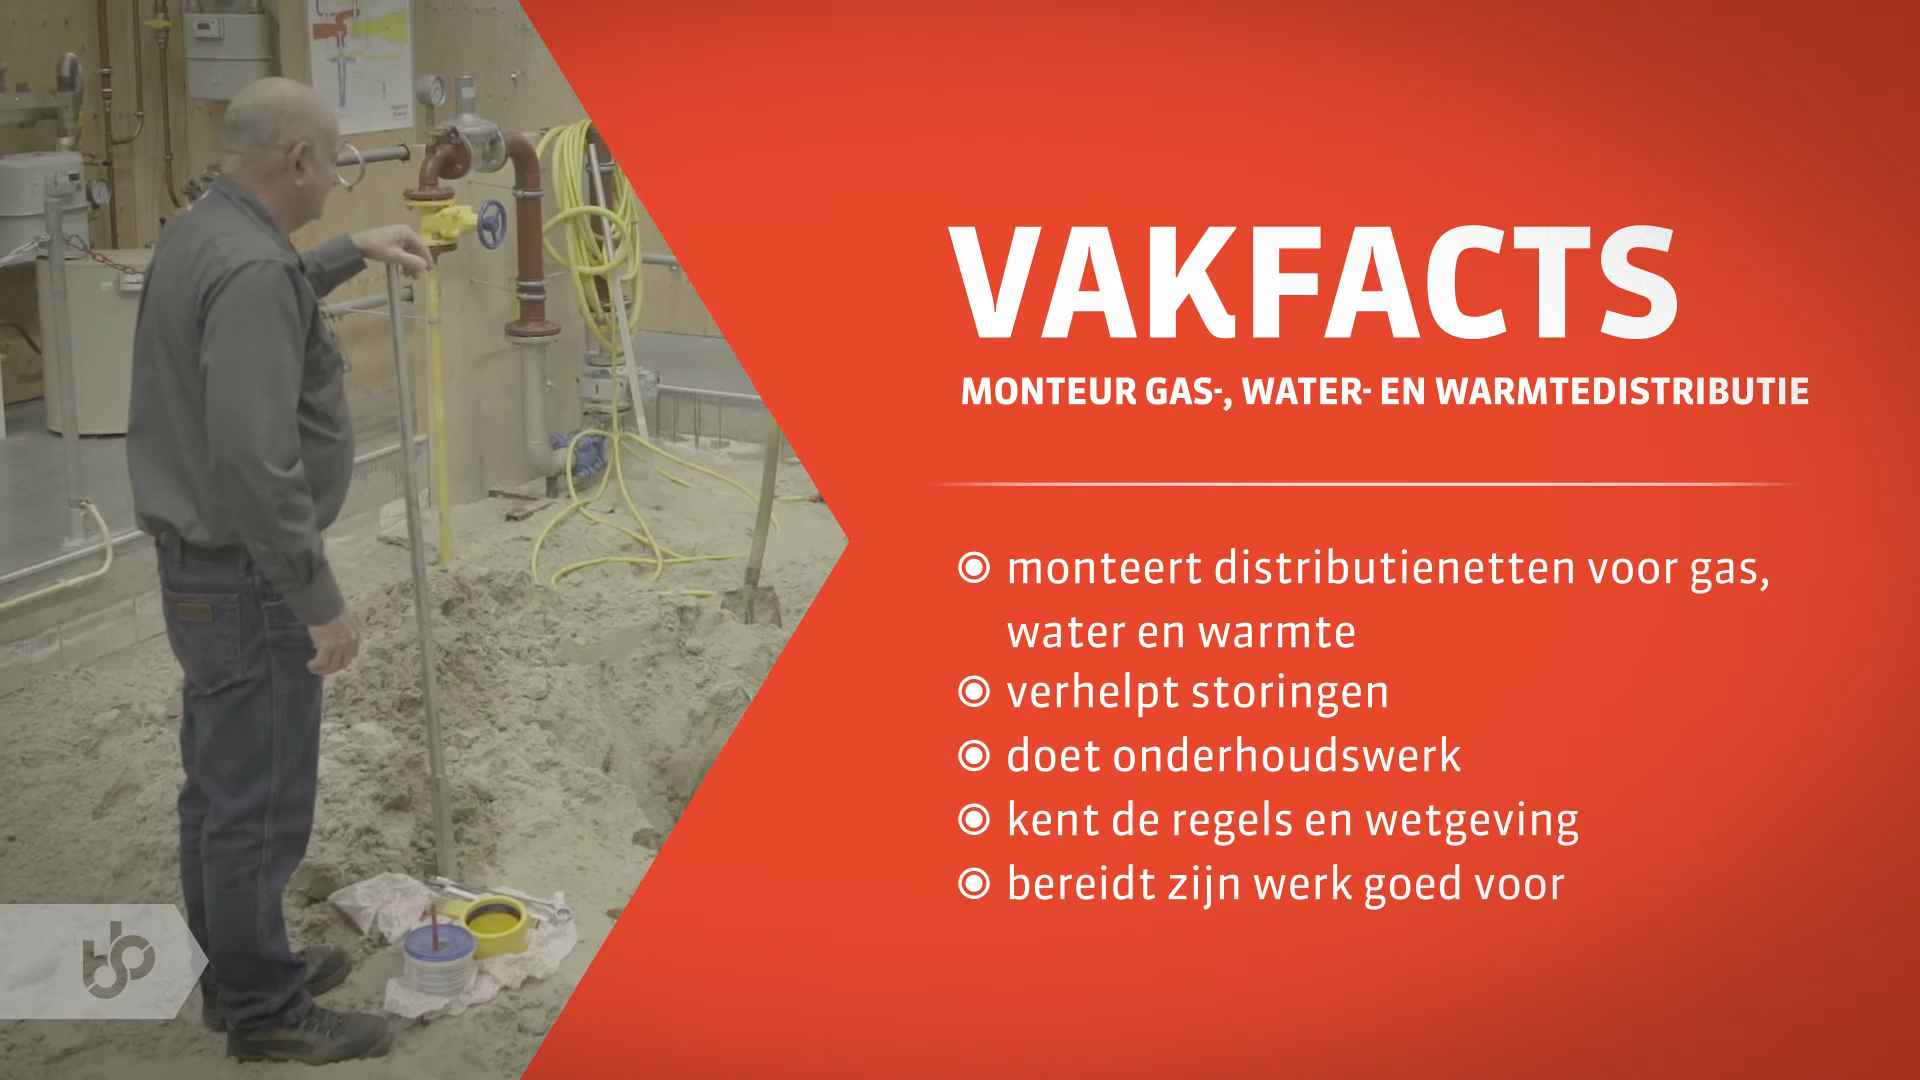 VAKFACTS
MONTEUR GAS-, WATER- EN WARMTEDISTRIBUTIE
monteert distributienetten voor gas,
water en warmte
verhelpt storingen
doet onderhoudswerk
kent de regels en wetgeving
bereidt zijn werk goed voor